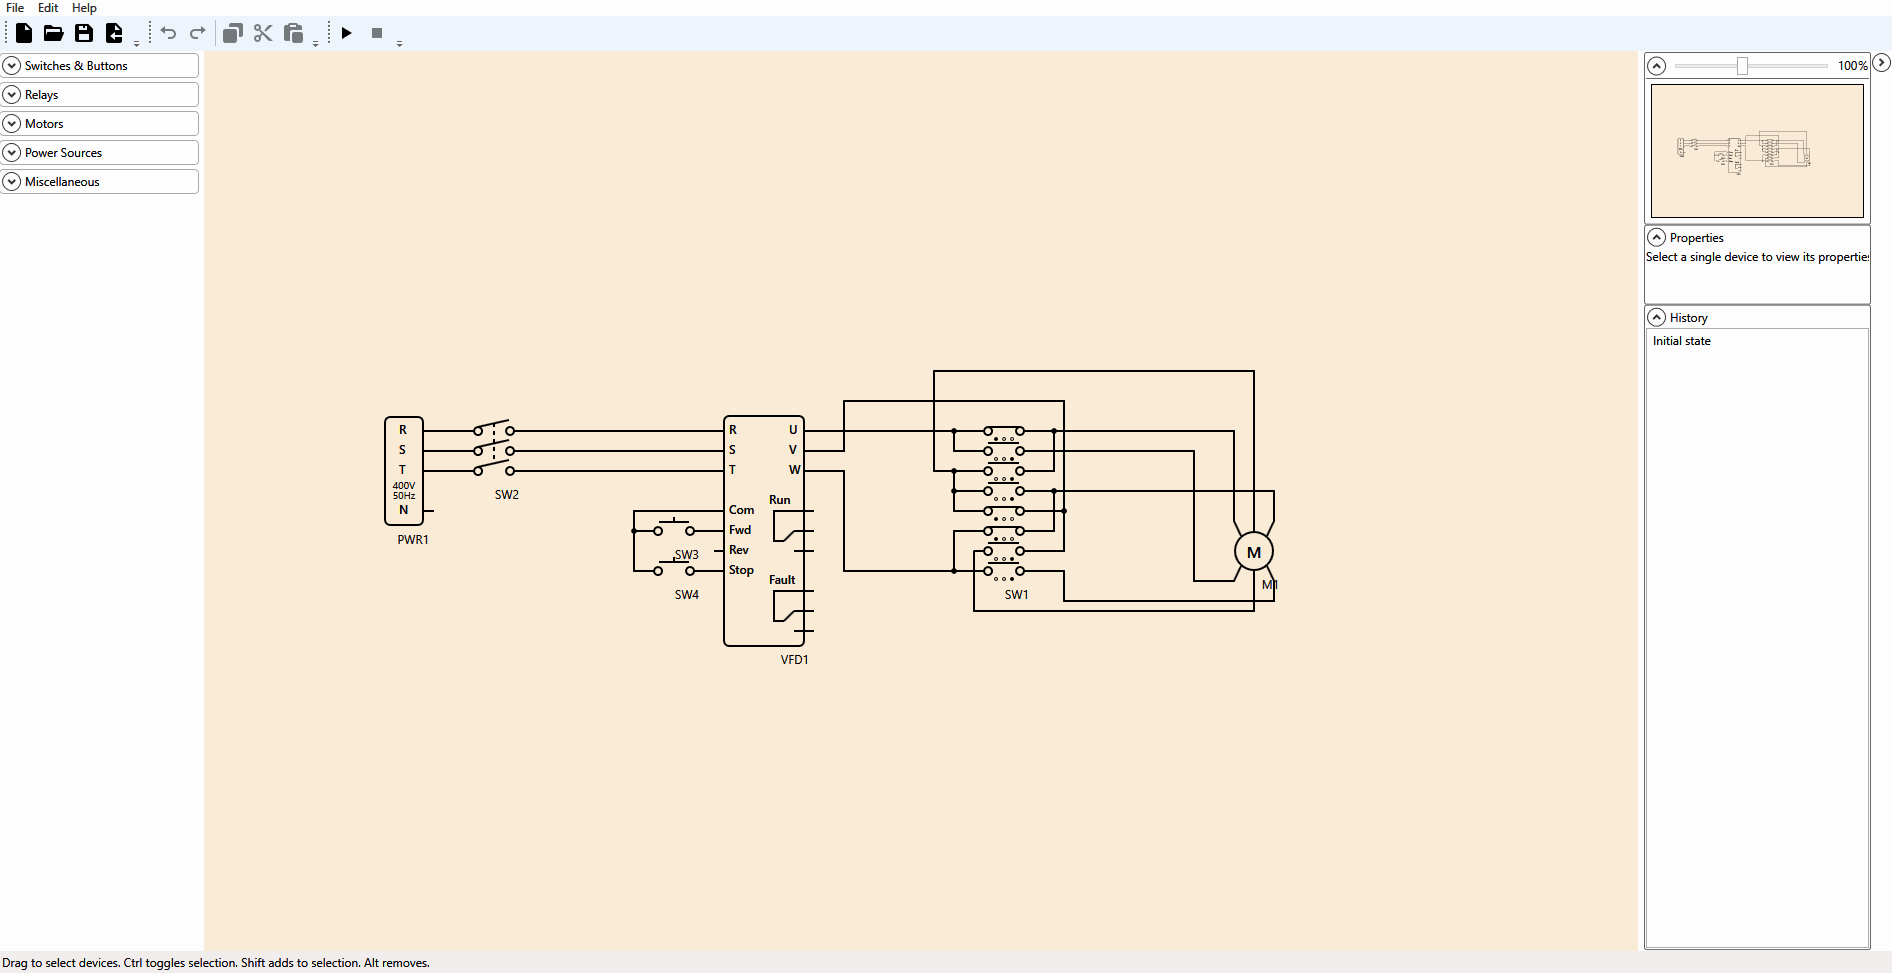 File Edit Help
Switches & Buttons
Relays
Motors
Power Sources
Miscellaneous
100%
Properties
Select a single device to view its propertie
History
Initial state
R
S
T
400V
50Hz
N
PWR1
SW2
R U
S V
T W
Run
Com
Fwd
Rev
Stop
Fault
SW3
SW4
VFD1
SW1
M
M1
Drag to select devices. Ctrl toggles selection. Shift adds to selection. Alt removes.